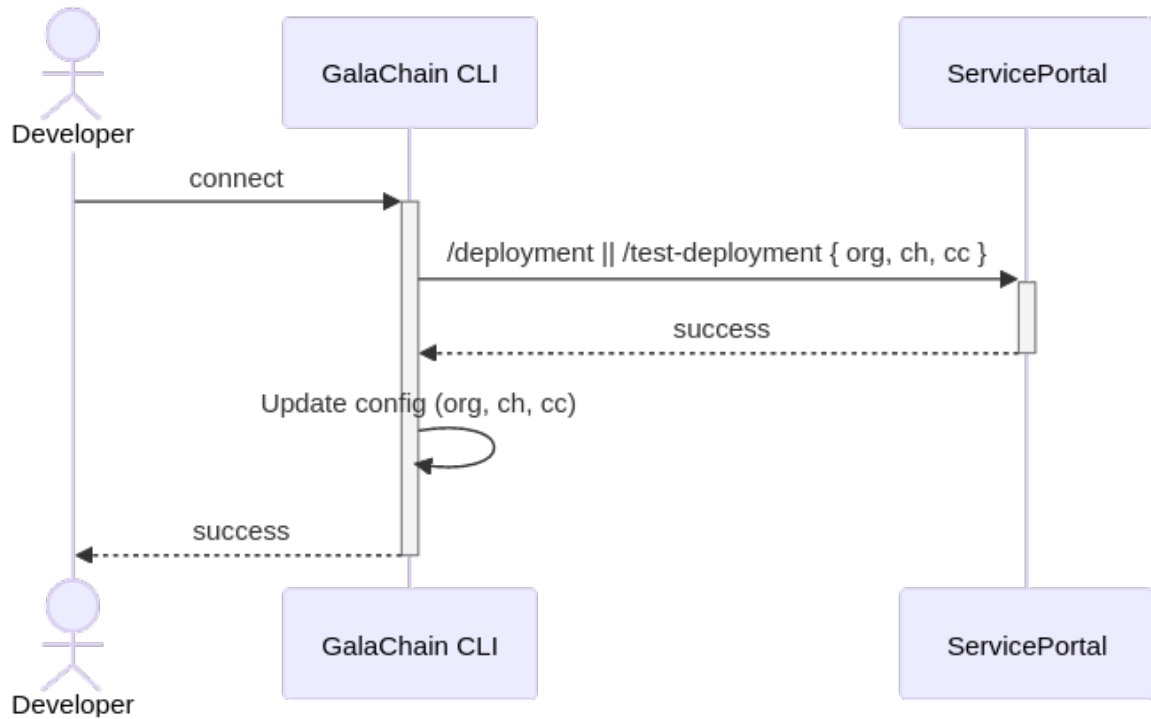 Developer
GalaChain CLI
ServicePortal
connect
/deployment || /test-deployment { org, ch, cc }
success
Update config (org, ch, cc)
success
Developer
GalaChain CLI
ServicePortal